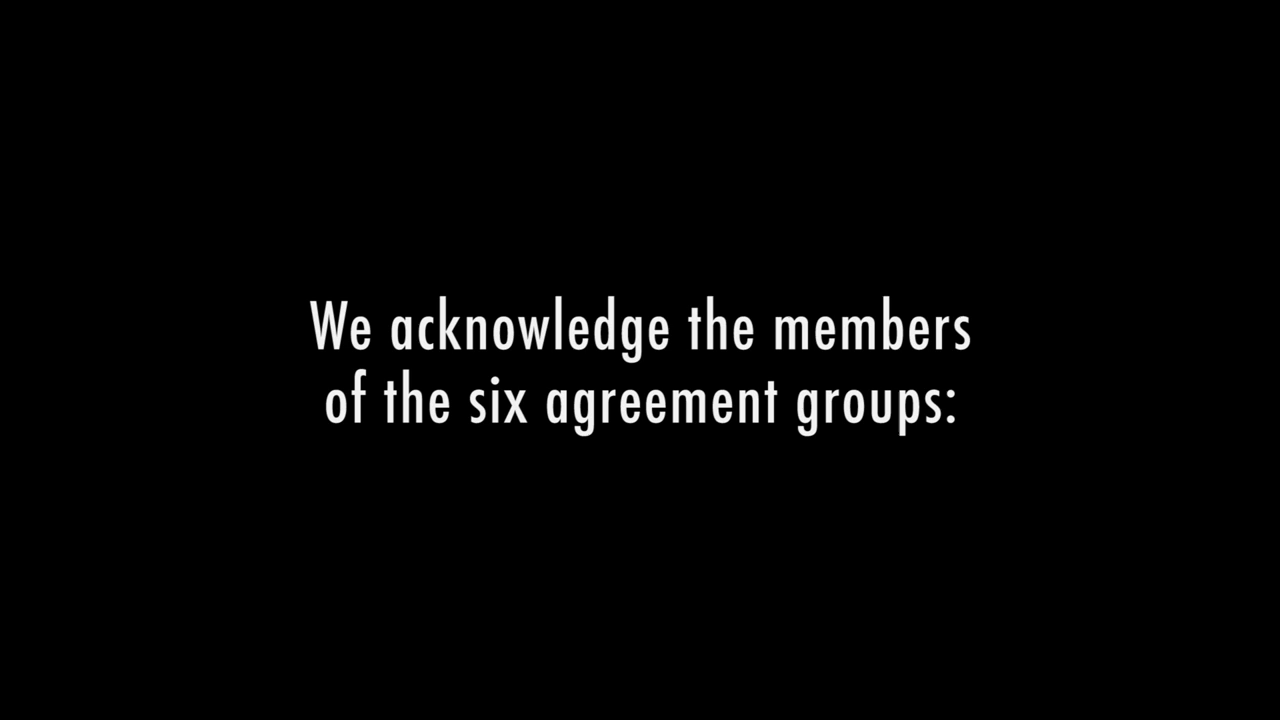 We acknowledge the members
of the six agreement groups: